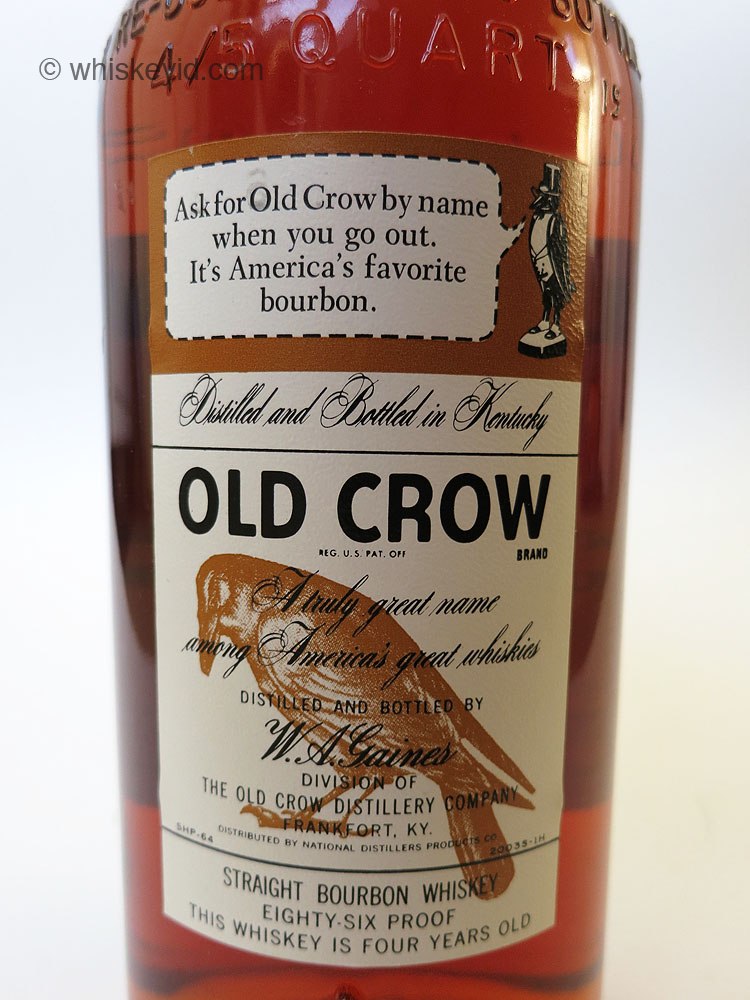 © whiskeyid.com
4/5 QUART
Ask for Old Crow by name
when you go out.
It's America's favorite
bourbon.
Distilled and Bottled in Kentucky
OLD CROW
REG. U.S. PAT. OFF
BRAND
A truly great name
among America's great whiskies
DISTILLED AND BOTTLED BY
W.A.Gaines
DIVISION OF
THE OLD CROW DISTILLERY COMPANY
FRANKFORT, KY.
SHP-64 DISTRIBUTED BY NATIONAL DISTILLERS PRODUCTS CO. 20035-1H
STRAIGHT BOURBON WHISKEY
EIGHTY-SIX PROOF
THIS WHISKEY IS FOUR YEARS OLD